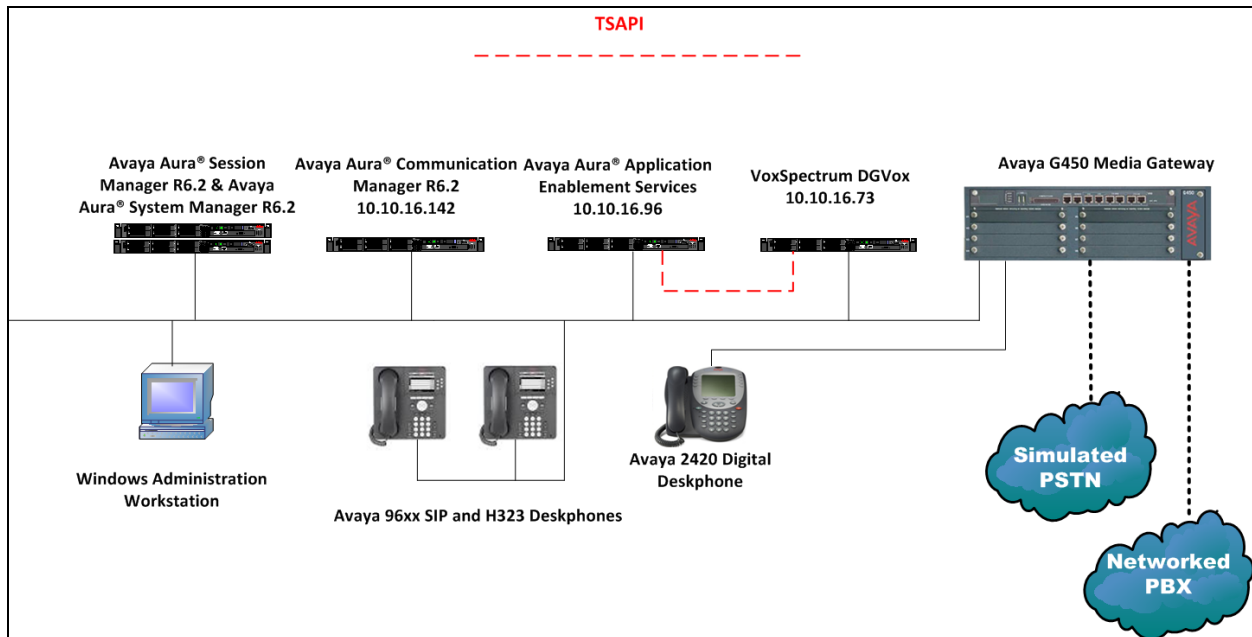 TSAPI
Avaya Aura® Session
Manager R6.2 & Avaya
Aura® System Manager R6.2
Avaya Aura® Communication
Manager R6.2
10.10.16.142
Avaya Aura® Application
Enablement Services
10.10.16.96
VoxSpectrum DGVox
10.10.16.73
Avaya G450 Media Gateway
AVAYA
Windows Administration
Workstation
Avaya 96xx SIP and H323 Deskphones
Avaya 2420 Digital
Deskphone
Simulated
PSTN
Networked
PBX